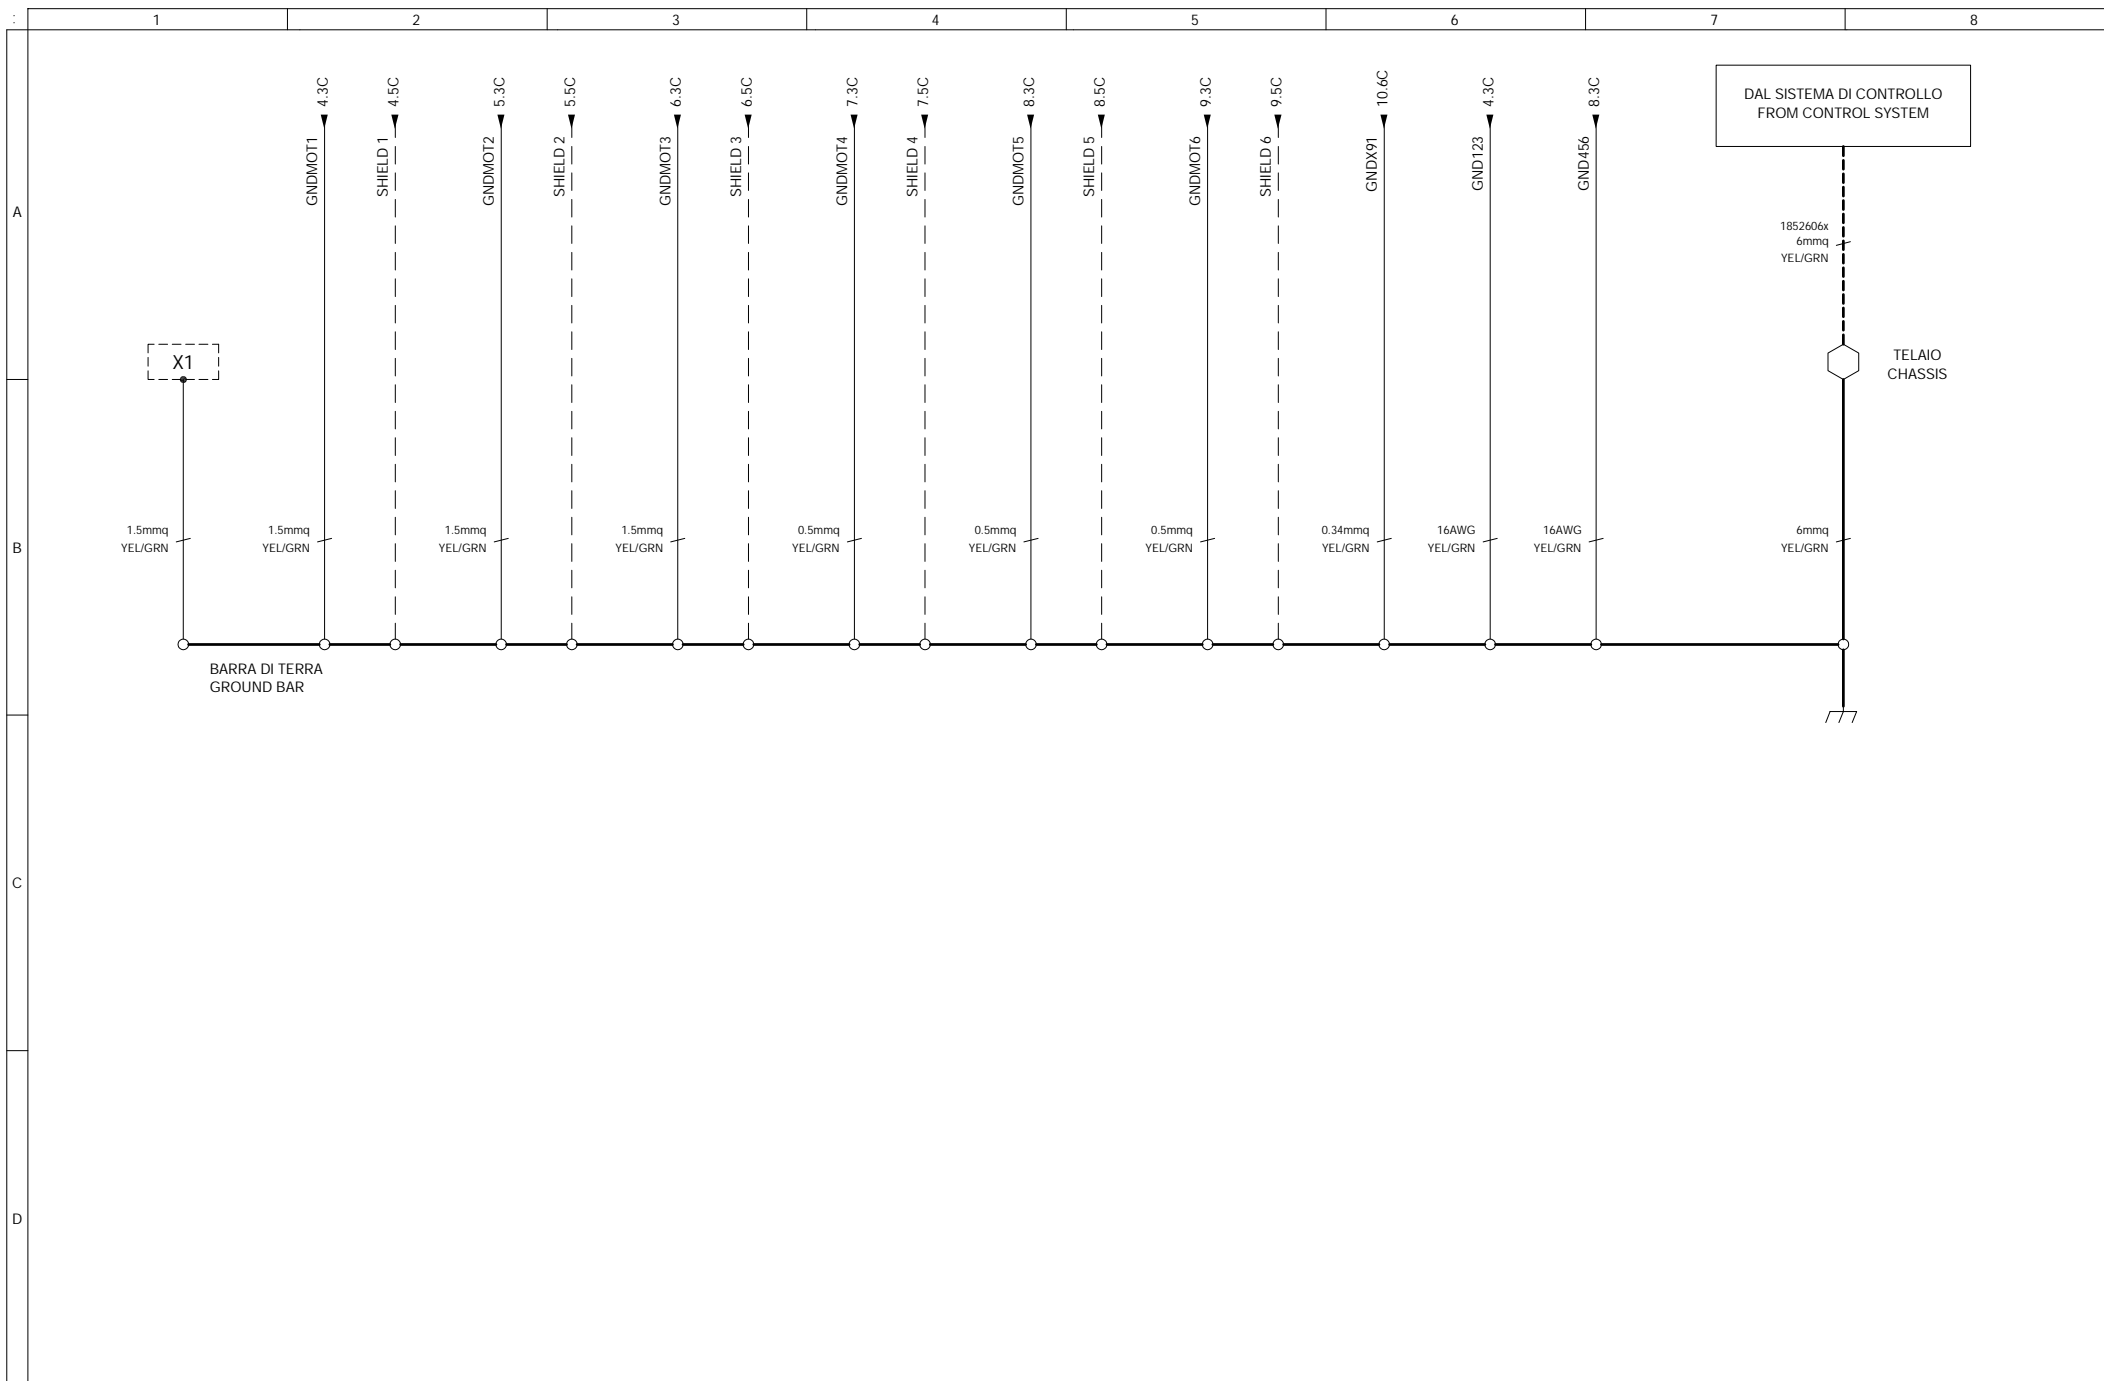 :
1
2
3
4
5
6
7
8
A
B
C
D
4.3C
4.5C
5.3C
5.5C
6.3C
6.5C
7.3C
7.5C
8.3C
8.5C
9.3C
9.5C
10.6C
4.3C
8.3C
GNDMOT1
SHIELD 1
GNDMOT2
SHIELD 2
GNDMOT3
SHIELD 3
GNDMOT4
SHIELD 4
GNDMOT5
SHIELD 5
GNDMOT6
SHIELD 6
GNDX91
GND123
GND456
DAL SISTEMA DI CONTROLLO
FROM CONTROL SYSTEM
1852606x
6mmq
YEL/GRN
X1
TELAIO
CHASSIS
1.5mmq
YEL/GRN
1.5mmq
YEL/GRN
1.5mmq
YEL/GRN
1.5mmq
YEL/GRN
0.5mmq
YEL/GRN
0.5mmq
YEL/GRN
0.5mmq
YEL/GRN
0.34mmq
YEL/GRN
16AWG
YEL/GRN
16AWG
YEL/GRN
6mmq
YEL/GRN
BARRA DI TERRA
GROUND BAR